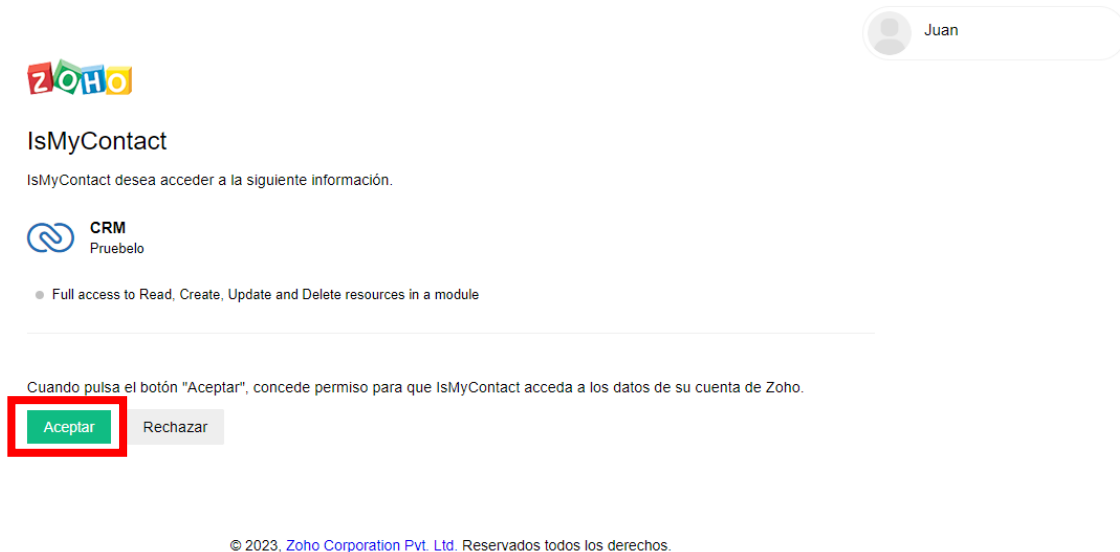 Juan
ZOHO
IsMyContact
IsMyContact desea acceder a la siguiente información.
CRM
Pruebelo
Full access to Read, Create, Update and Delete resources in a module
Cuando pulsa el botón "Aceptar", concede permiso para que IsMyContact acceda a los datos de su cuenta de Zoho.
Aceptar Rechazar
© 2023, Zoho Corporation Pvt. Ltd. Reservados todos los derechos.